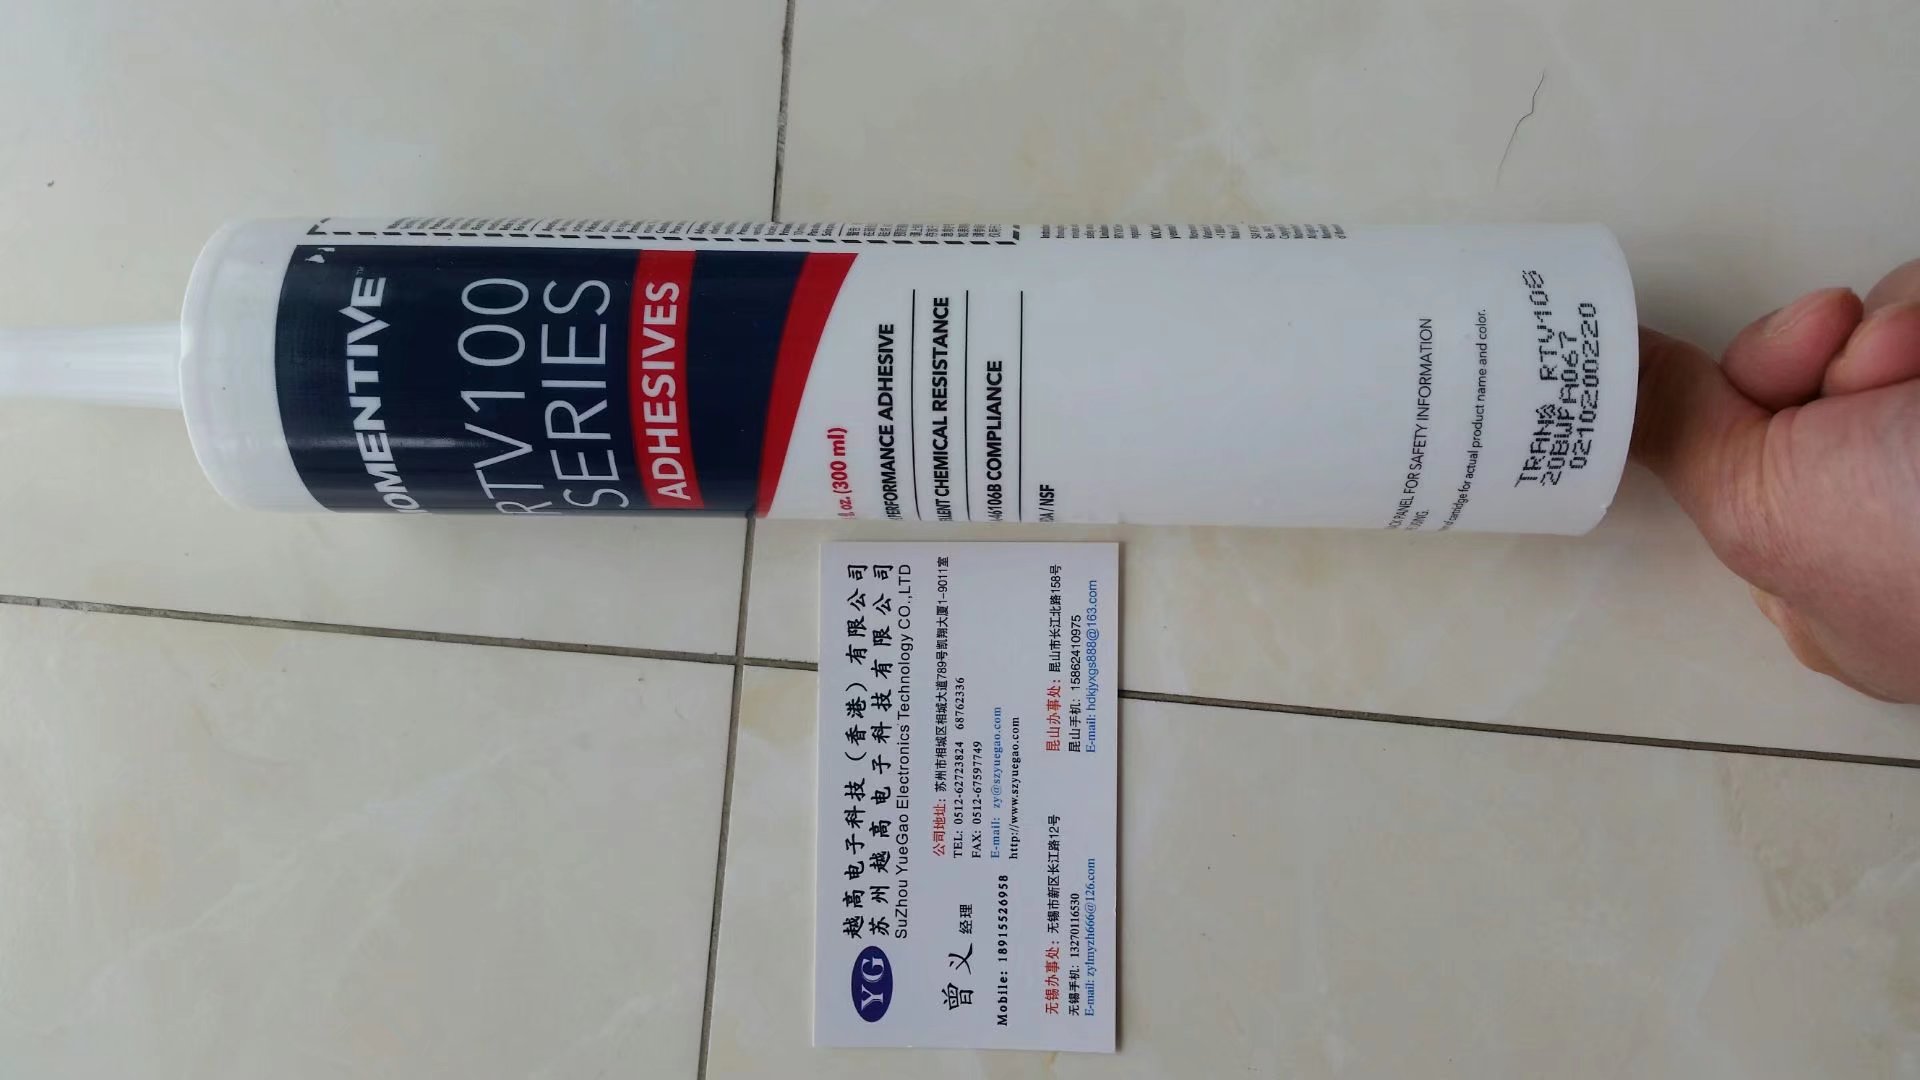 MOMENTIVE™
RTV100
SERIES
ADHESIVES
(300 ml)
PERFORMANCE ADHESIVE
CHEMICAL RESISTANCE
COMPLIANCE
/ NSF
PANEL FOR SAFETY INFORMATION
cartridge for actual product name and color.
TRANS RTV108
20BWPA067
0210200220
YG
越高电子科技（香港）有限公司
苏州越高电子科技有限公司
SuZhou YueGao Electronics Technology CO.,LTD
曾义 经理
Mobile: 18915526958
公司地址: 苏州市相城区相城大道789号凯翔大厦1-9011室
TEL: 0512-62723824 68762336
FAX: 0512-67597749
E-mail: zy@szyuegao.com
http://www.szyuegao.com
无锡办事处: 无锡市新区长江路12号
无锡手机: 13270116530
E-mail: zylmyzh666@126.com
昆山办事处: 昆山市长江北路158号
昆山手机: 15862410975
E-mail: hdkjyxgs888@163.com